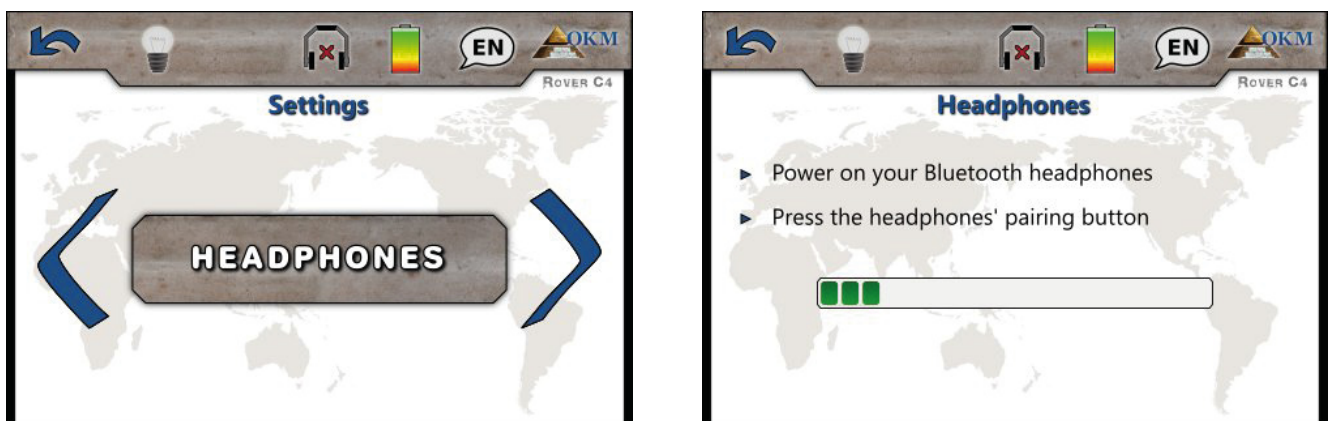 EN
OKM
ROVER C4
Settings
HEADPHONES
EN
OKM
ROVER C4
Headphones
Power on your Bluetooth headphones
Press the headphones' pairing button